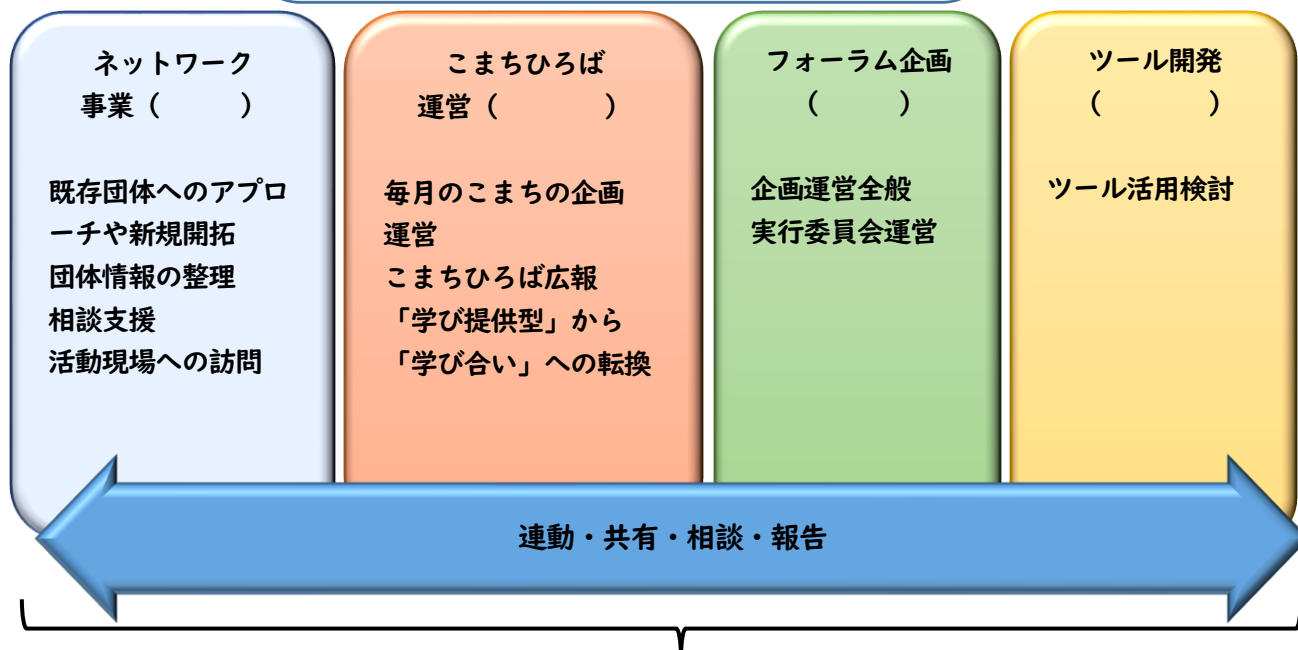 ネットワーク
事業（　　　）
既存団体へのアプロ
ーチや新規開拓
団体情報の整理
相談支援
活動現場への訪問
こまちひろば
運営（　　　　）
毎月のこまちの企画
運営
こまちひろば広報
「学び提供型」から
「学び合い」への転換
フォーラム企画
（　　　）
企画運営全般
実行委員会運営
ツール開発
（　　　　）
ツール活用検討
連動・共有・相談・報告